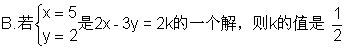 B.若{x = 5 y = 2 是2x - 3y = 2k的一个解，则k的值是 1/2